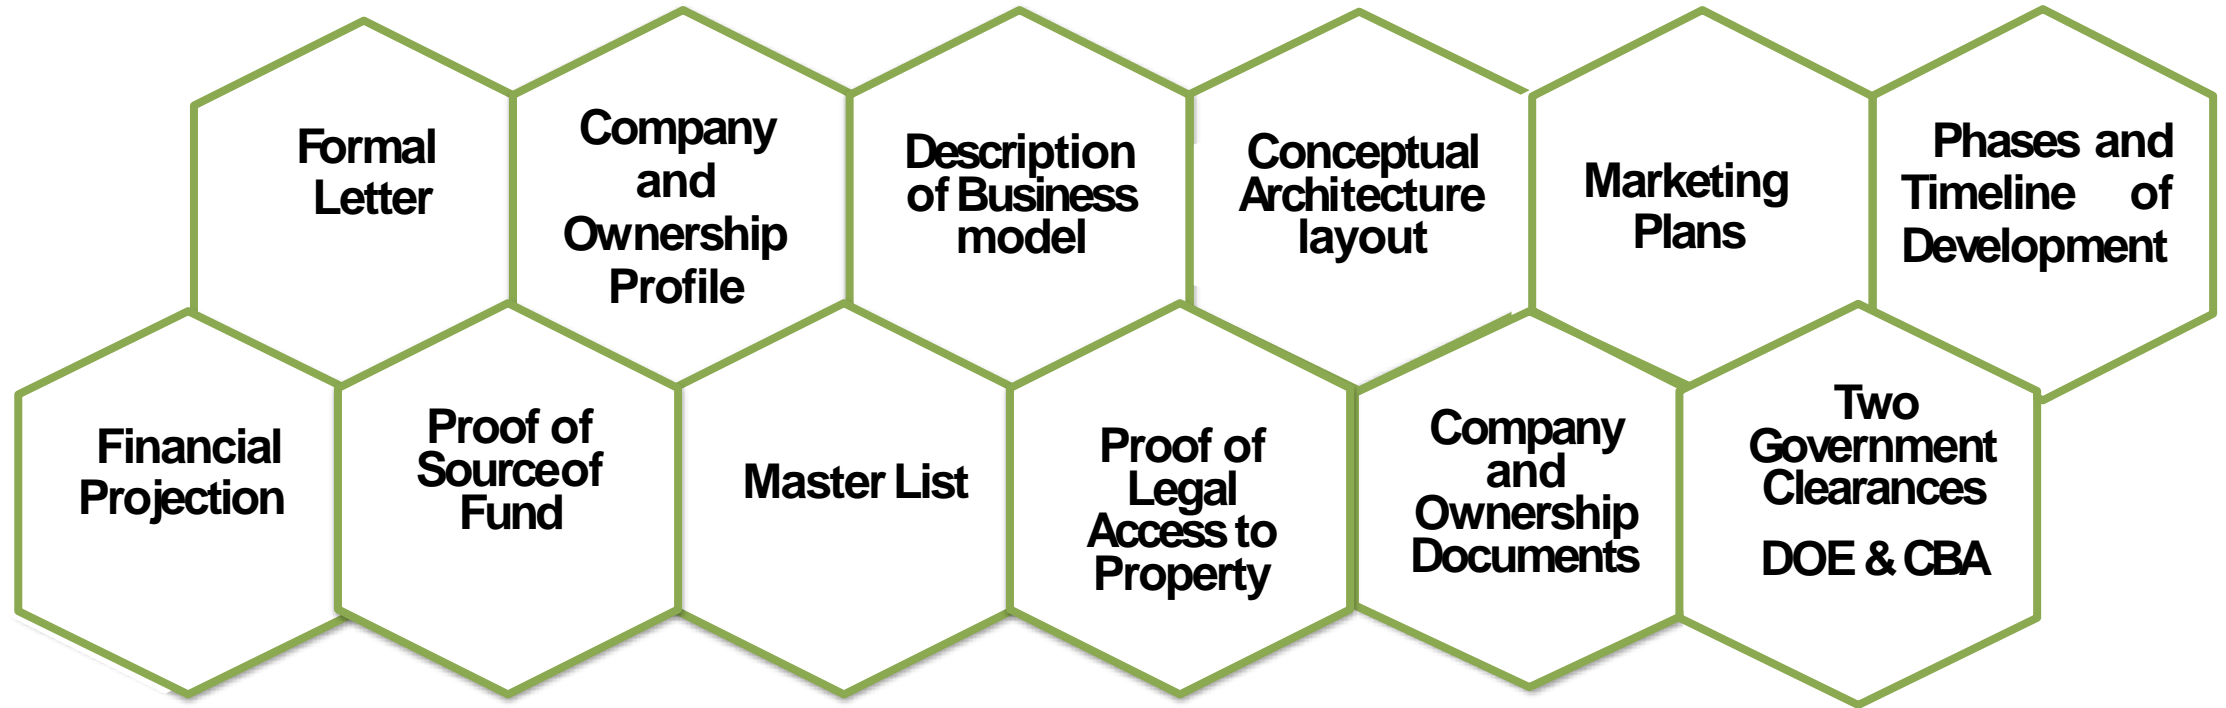 Formal
Letter
Company
and
Ownership
Profile
Description
of Business
model
Conceptual
Architecture
layout
Marketing
Plans
Phases and
Timeline of
Development
Financial
Projection
Proof of
Sourceof
Fund
Master List
Proof of
Legal
Access to
Property
Company
and
Ownership
Documents
Two
Government
Clearances
DOE & CBA